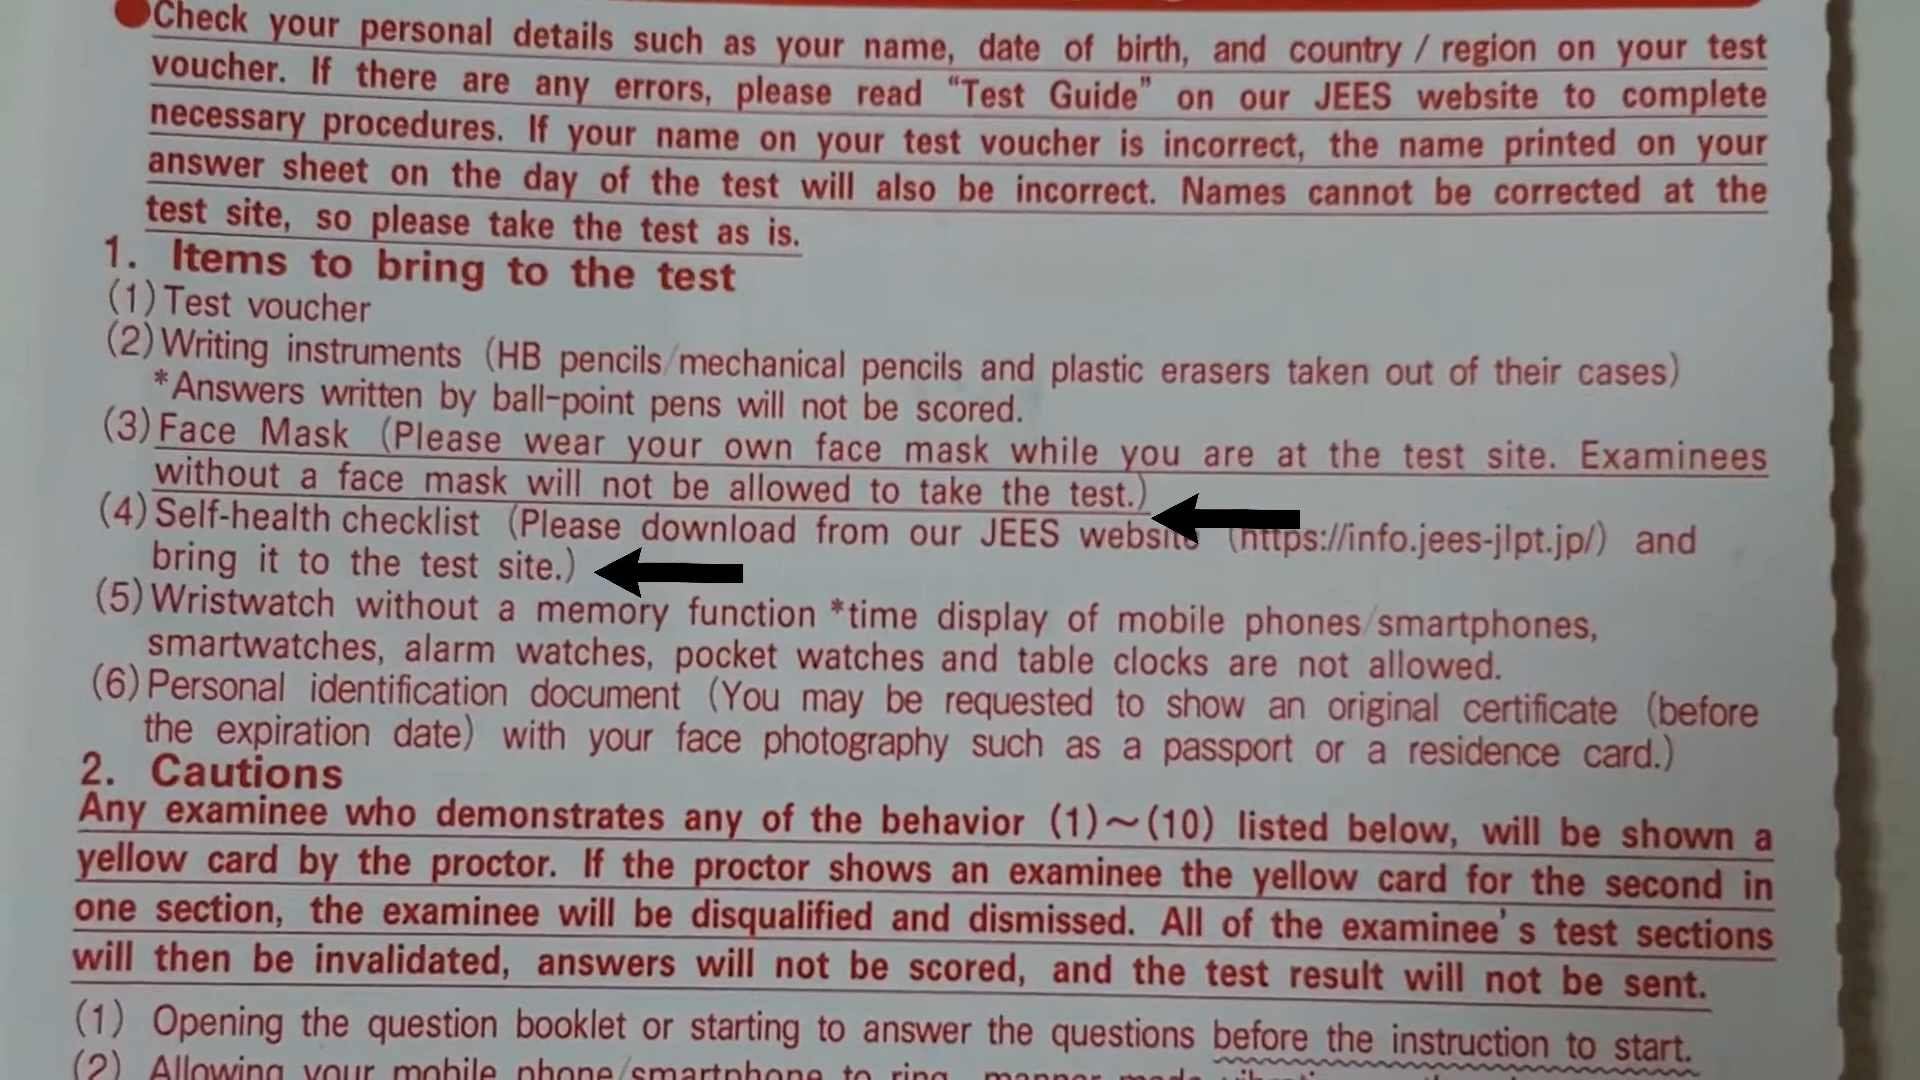 ●Check your personal details such as your name, date of birth, and country / region on your test
voucher. If there are any errors, please read “Test Guide” on our JEES website to complete
necessary procedures. If your name on your test voucher is incorrect, the name printed on your
answer sheet on the day of the test will also be incorrect. Names cannot be corrected at the
test site, so please take the test as is.
1. Items to bring to the test
(1) Test voucher
(2) Writing instruments (HB pencils/mechanical pencils and plastic erasers taken out of their cases)
*Answers written by ball-point pens will not be scored.
(3) Face Mask (Please wear your own face mask while you are at the test site. Examinees
without a face mask will not be allowed to take the test.)
(4) Self-health checklist (Please download from our JEES website (https://info.jees-jlpt.jp/) and
bring it to the test site.)
(5) Wristwatch without a memory function *time display of mobile phones/smartphones,
smartwatches, alarm watches, pocket watches and table clocks are not allowed.
(6) Personal identification document (You may be requested to show an original certificate (before
the expiration date) with your face photography such as a passport or a residence card.)
2. Cautions
Any examinee who demonstrates any of the behavior (1)～(10) listed below, will be shown a
yellow card by the proctor. If the proctor shows an examinee the yellow card for the second in
one section, the examinee will be disqualified and dismissed. All of the examinee's test sections
will then be invalidated, answers will not be scored, and the test result will not be sent.
(1) Opening the question booklet or starting to answer the questions before the instruction to start.
(2) Allowing your mobile phone/smartphone to ring,